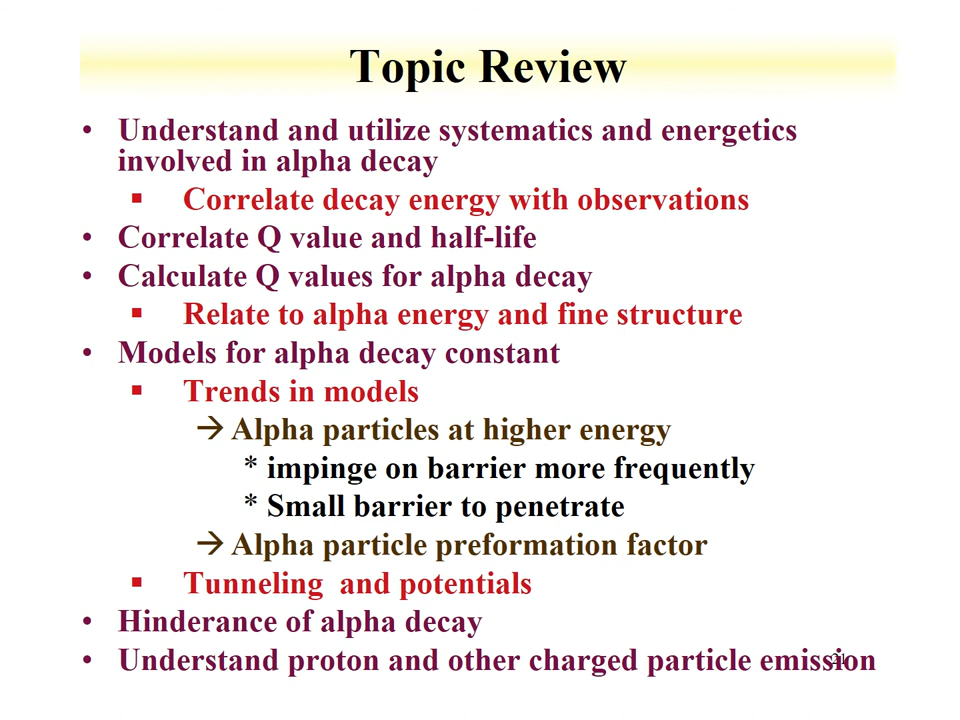 Topic Review
• Understand and utilize systematics and energetics
involved in alpha decay
▪ Correlate decay energy with observations
• Correlate Q value and half-life
• Calculate Q values for alpha decay
▪ Relate to alpha energy and fine structure
• Models for alpha decay constant
▪ Trends in models
→ Alpha particles at higher energy
* impinge on barrier more frequently
* Small barrier to penetrate
→ Alpha particle preformation factor
▪ Tunneling and potentials
• Hinderance of alpha decay
• Understand proton and other charged particle emission
21